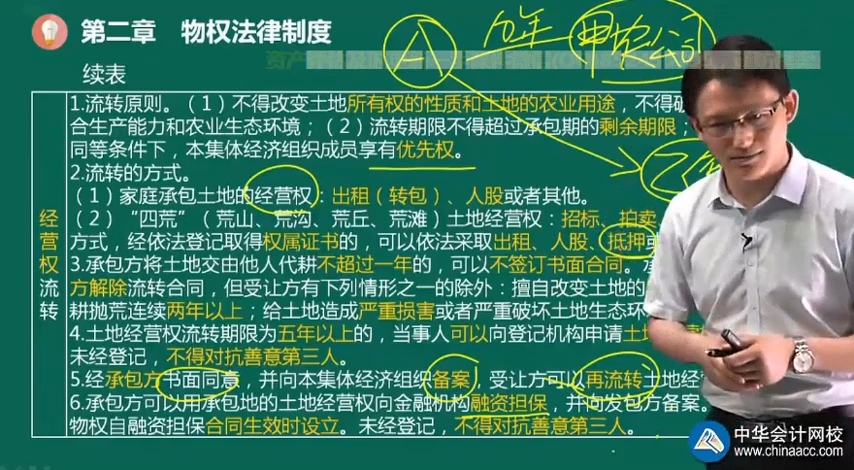 第二章 物权法律制度
A 10年 甲农公司
续表
1.流转原则。（1）不得改变土地所有权的性质和土地的农业用途，不得破
合生产能力和农业生态环境；（2）流转期限不得超过承包期的剩余期限；
同等条件下，本集体经济组织成员享有优先权。
2.流转的方式。
（1）家庭承包土地的经营权：出租（转包）、人股或者其他。
（2）“四荒”（荒山、荒沟、荒丘、荒滩）土地经营权：招标、拍卖
方式，经依法登记取得权属证书的，可以依法采取出租、人股、抵押或
经营权流转
3.承包方将土地交由他人代耕不超过一年的，可以不签订书面合同。承
方解除流转合同，但受让方有下列情形之一的除外：擅自改变土地的
耕抛荒连续两年以上；给土地造成严重损害或者严重破坏土地生态环
4.土地经营权流转期限为五年以上的，当事人可以向登记机构申请土地
未经登记，不得对抗善意第三人。
5.经承包方书面同意，并向本集体经济组织备案，受让方可以再流转土地经
6.承包方可以用承包地的土地经营权向金融机构融资担保，并向发包方备案。
物权自融资担保合同生效时设立。未经登记，不得对抗善意第三人。
中华会计网校
www.chinaacc.com